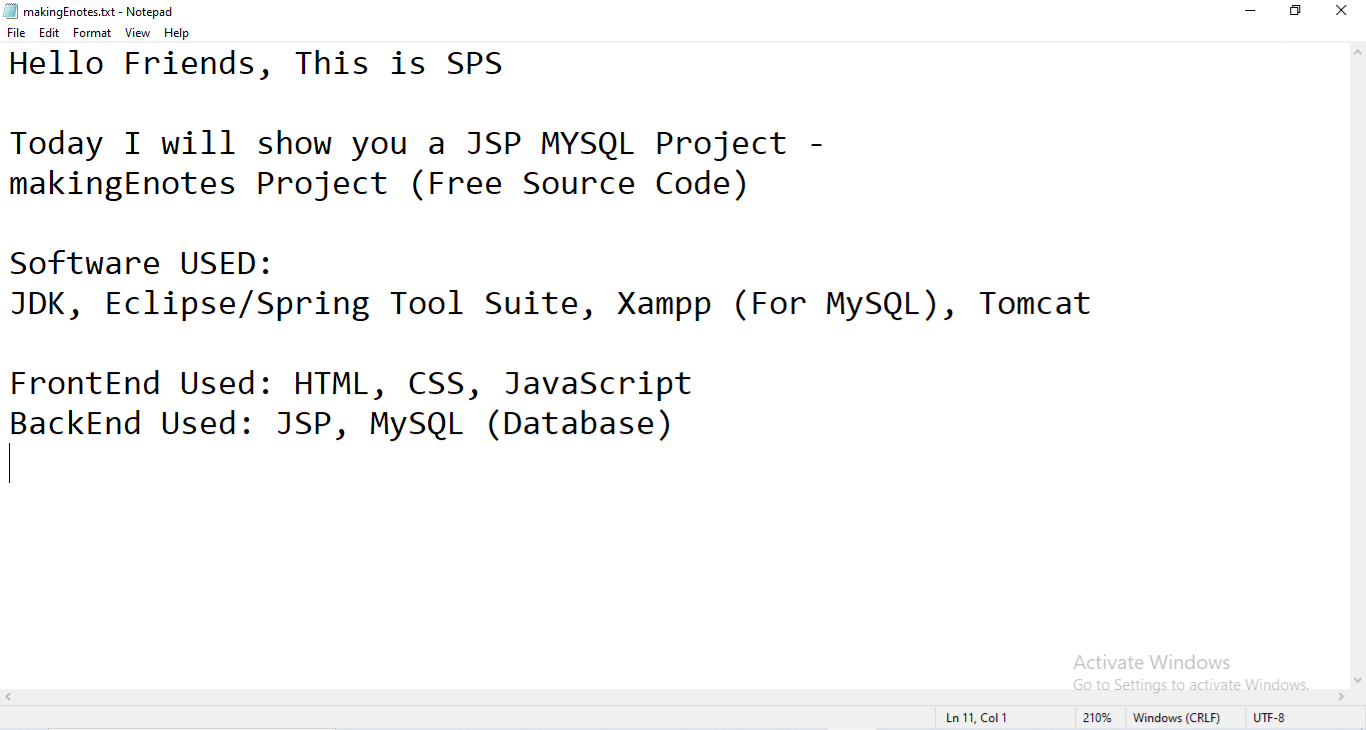 makingEnotes.txt - Notepad
File Edit Format View Help
Hello Friends, This is SPS
Today I will show you a JSP MYSQL Project -
makingEnotes Project (Free Source Code)
Software USED:
JDK, Eclipse/Spring Tool Suite, Xampp (For MySQL), Tomcat
FrontEnd Used: HTML, CSS, JavaScript
BackEnd Used: JSP, MySQL (Database)
Activate Windows
Go to Settings to activate Windows.
Ln 11, Col 1 210% Windows (CRLF) UTF-8